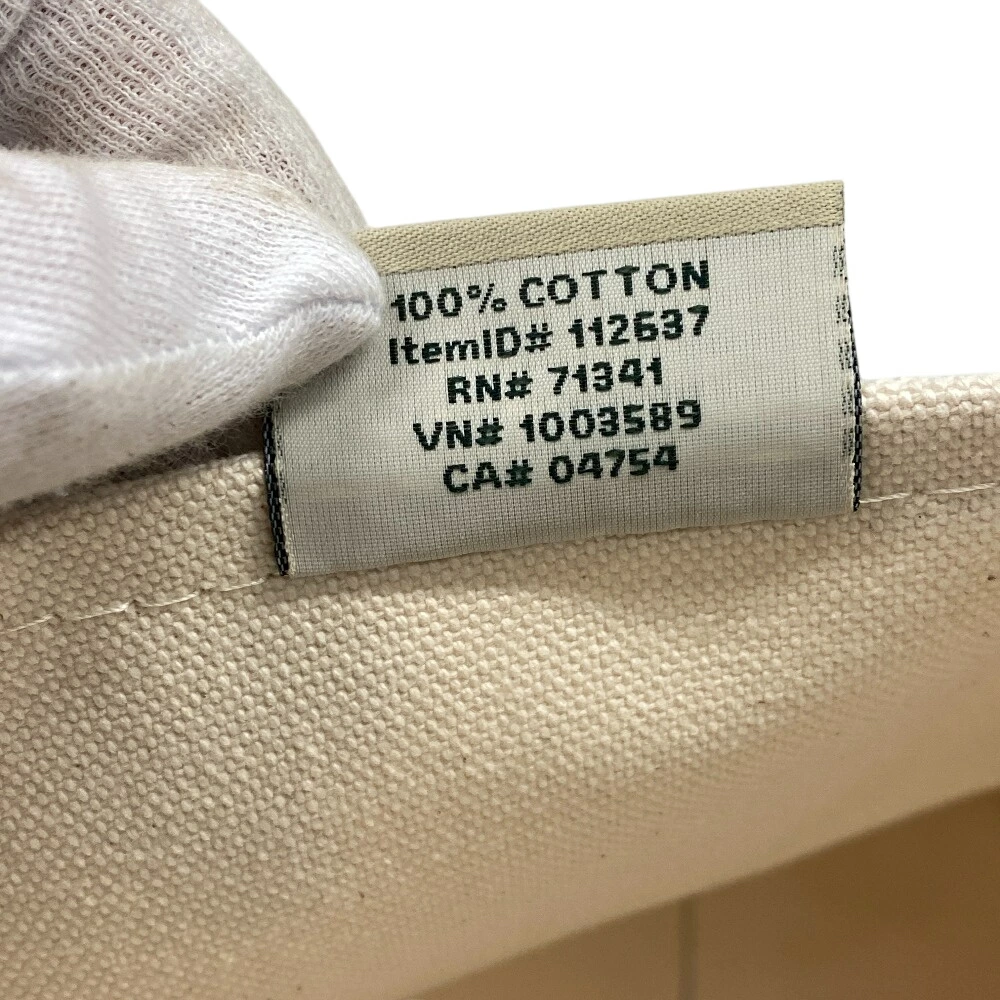 100% COTTON
ItemID# 112637
RN# 71341
VN# 1003589
CA# 04754